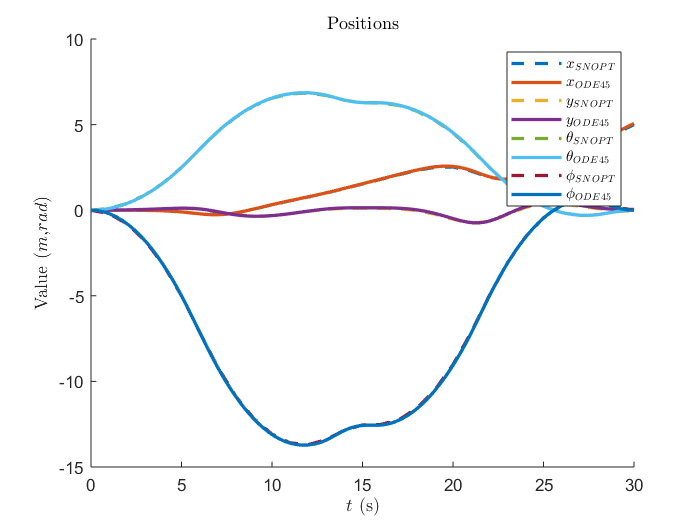 Positions
10
5
0
-5
-10
-15
Value (m,rad)
0 5 10 15 20 25 30
t (s)
x_SNOPT
x_ODE45
y_SNOPT
y_ODE45
θ_SNOPT
θ_ODE45
ϕ_SNOPT
ϕ_ODE45